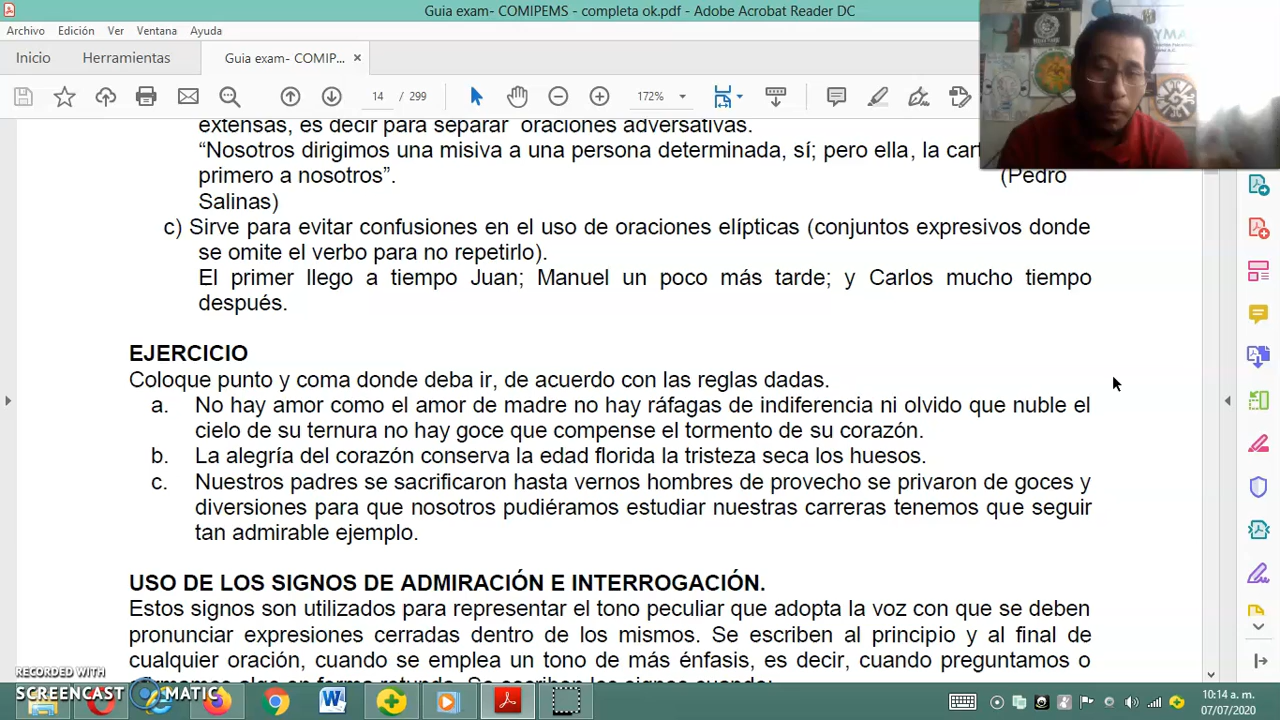 Guia exam- COMIPEMS - completa ok.pdf - Adobe Acrobat Reader DC
Archivo Edición Ver Ventana Ayuda
Inicio Herramientas Guia exam- COMIP... ×
14 / 299 172%
extensas, es decir para separar oraciones adversativas.
“Nosotros dirigimos una misiva a una persona determinada, sí; pero ella, la
primero a nosotros”. (Pedro
Salinas)
c) Sirve para evitar confusiones en el uso de oraciones elípticas (conjuntos expresivos donde
se omite el verbo para no repetirlo).
El primer llego a tiempo Juan; Manuel un poco más tarde; y Carlos mucho tiempo
después.
EJERCICIO
Coloque punto y coma donde deba ir, de acuerdo con las reglas dadas.
a. No hay amor como el amor de madre no hay ráfagas de indiferencia ni olvido que nuble el
cielo de su ternura no hay goce que compense el tormento de su corazón.
b. La alegría del corazón conserva la edad florida la tristeza seca los huesos.
c. Nuestros padres se sacrificaron hasta vernos hombres de provecho se privaron de goces y
diversiones para que nosotros pudiéramos estudiar nuestras carreras tenemos que seguir
tan admirable ejemplo.
USO DE LOS SIGNOS DE ADMIRACIÓN E INTERROGACIÓN.
Estos signos son utilizados para representar el tono peculiar que adopta la voz con que se deben
pronunciar expresiones cerradas dentro de los mismos. Se escriben al principio y al final de
cualquier oración, cuando se emplea un tono de más énfasis, es decir, cuando preguntamos o
RECORDED WITH
SCREENCAST MATIC
10:14 a. m.
07/07/2020